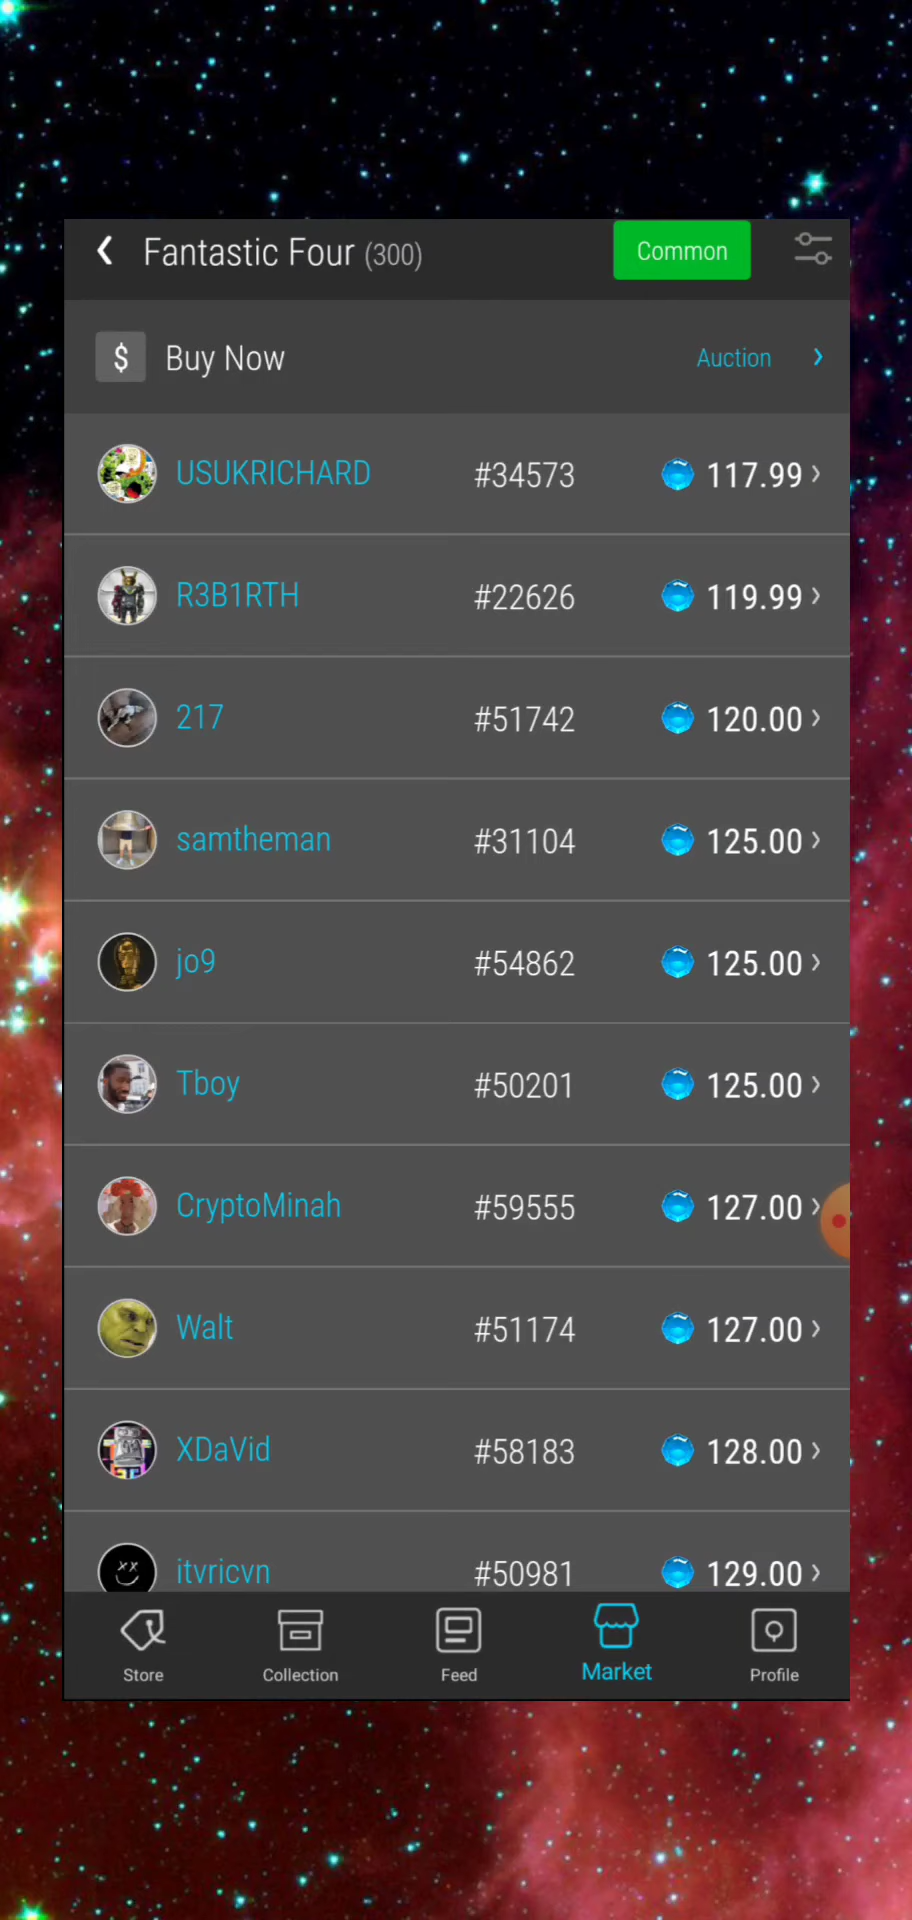 Fantastic Four (300) Common
$ Buy Now Auction
USUKRICHARD #34573 117.99
R3B1RTH #22626 119.99
217 #51742 120.00
samtheman #31104 125.00
jo9 #54862 125.00
Tboy #50201 125.00
CryptoMinah #59555 127.00
Walt #51174 127.00
XDaVid #58183 128.00
itvricvn #50981 129.00
Store Collection Feed Market Profile